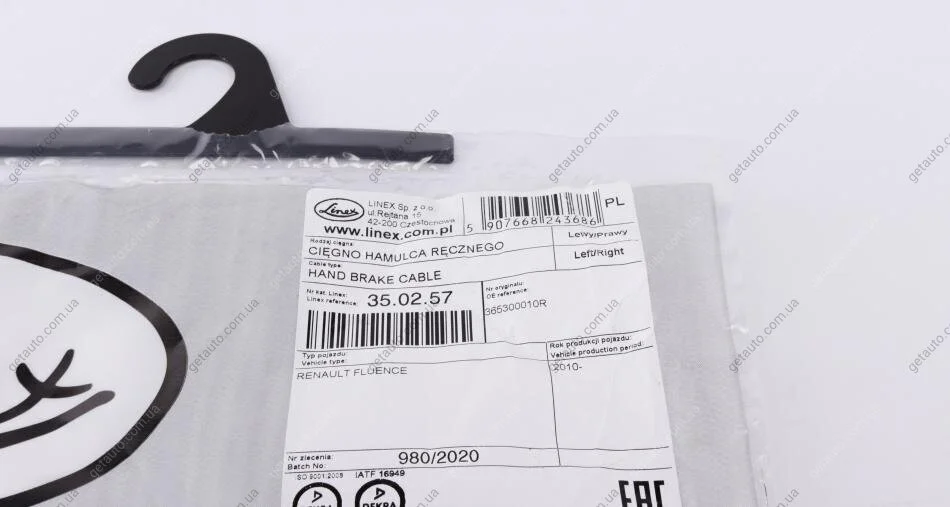 Linex
LINEX Sp. z o.o.
ul.Rejtana 16
42-200 Częstochowa
www.linex.com.pl
5 907668 243686
PL
Rodzaj cięgna:
CIĘGNO HAMULCA RĘCZNEGO
Lewy/prawy
Cable type:
HAND BRAKE CABLE
Left/Right
Nr kat. Linex:
Linex reference:
35.02.57
Nr oryginału:
OE reference:
365300010R
Typ pojazdu:
Vehicle type:
RENAULT FLUENCE
Rok produkcji pojazdu:
Vehicle production period:
2010-
Nr zlecenia:
Batch No:
980/2020
ISO 9001:2008
IATF 16949
DEKRA
DEKRA
EAC
getauto.com.ua